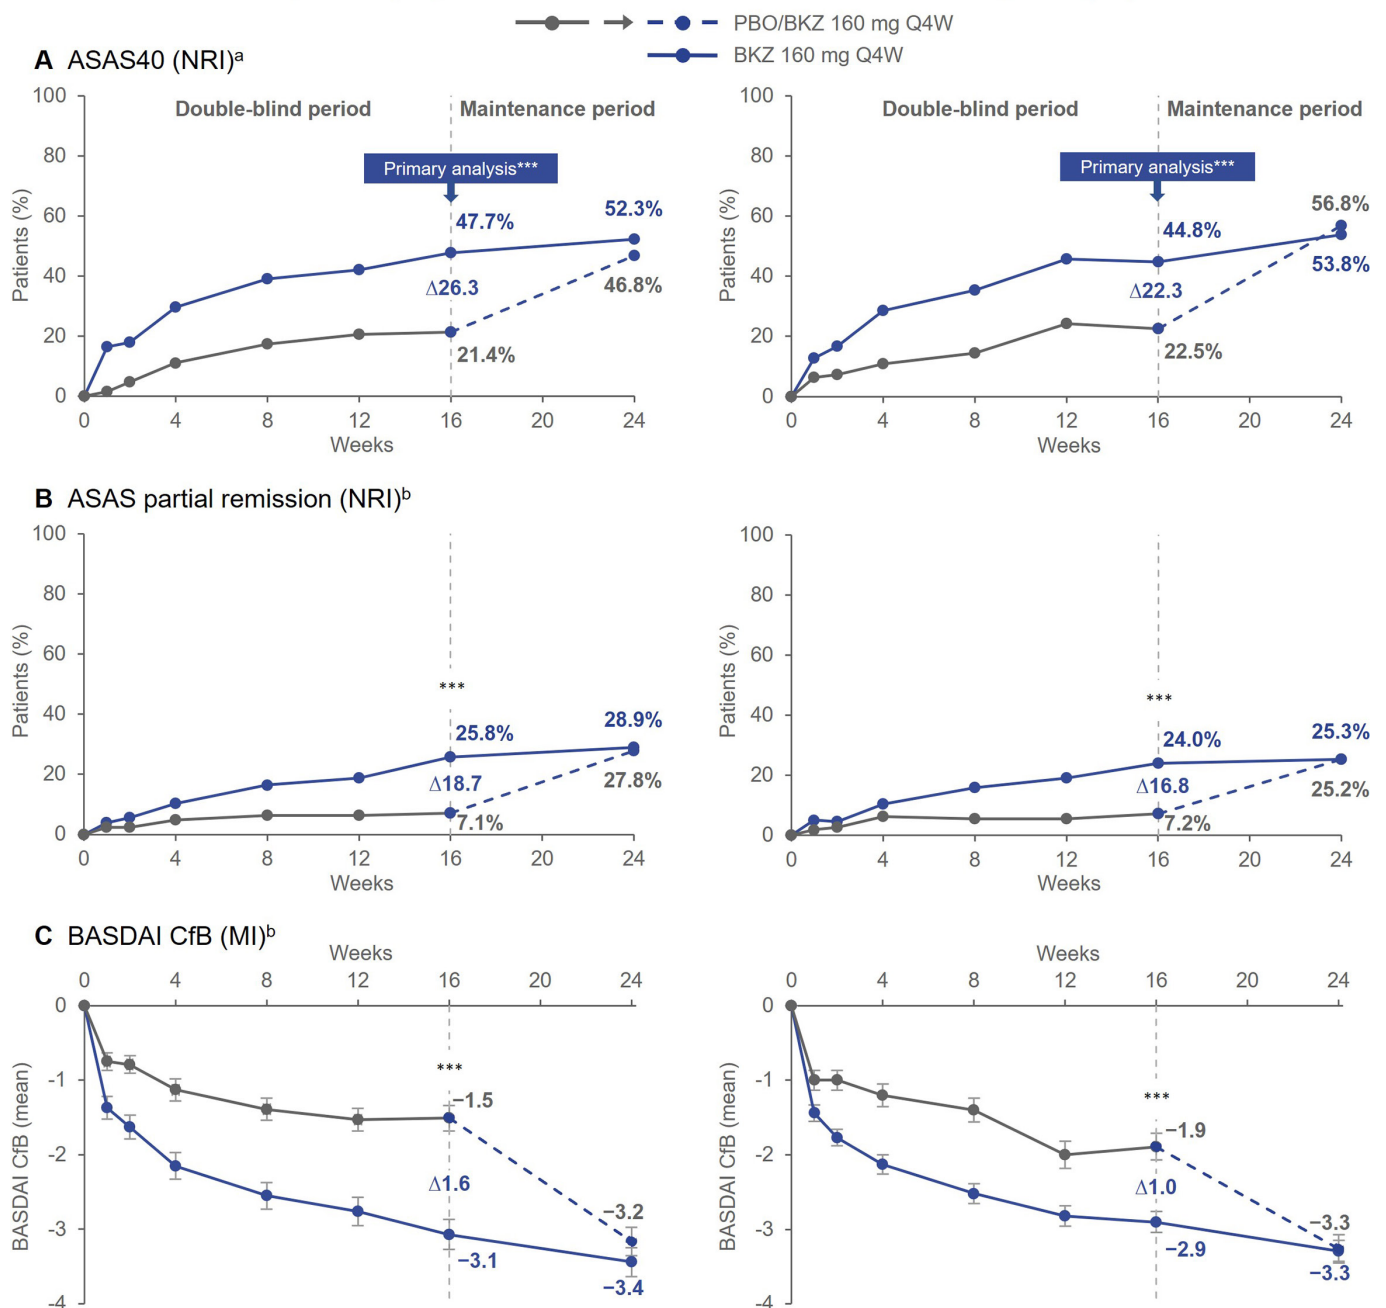 PBO/BKZ 160 mg Q4W
BKZ 160 mg Q4W
A ASAS40 (NRI)ᵃ
100
80
60
40
20
0
Patients (%)
Double-blind period
Maintenance period
Primary analysis***
47.7%
52.3%
Δ26.3
46.8%
21.4%
0 4 8 12 16 20 24
Weeks
100
80
60
40
20
0
Patients (%)
Double-blind period
Maintenance period
Primary analysis***
56.8%
44.8%
53.8%
Δ22.3
22.5%
0 4 8 12 16 20 24
Weeks
B ASAS partial remission (NRI)ᵇ
100
80
60
40
20
0
Patients (%)
***
28.9%
25.8%
Δ18.7
27.8%
7.1%
0 4 8 12 16 20 24
Weeks
100
80
60
40
20
0
Patients (%)
***
25.3%
24.0%
Δ16.8
25.2%
7.2%
0 4 8 12 16 20 24
Weeks
C BASDAI CfB (MI)ᵇ
Weeks
0 4 8 12 16 20 24
0
-1
-2
-3
-4
BASDAI CfB (mean)
***
−1.5
Δ1.6
−3.2
−3.1
−3.4
Weeks
0 4 8 12 16 20 24
0
-1
-2
-3
-4
BASDAI CfB (mean)
***
−1.9
Δ1.0
−3.3
−2.9
−3.3